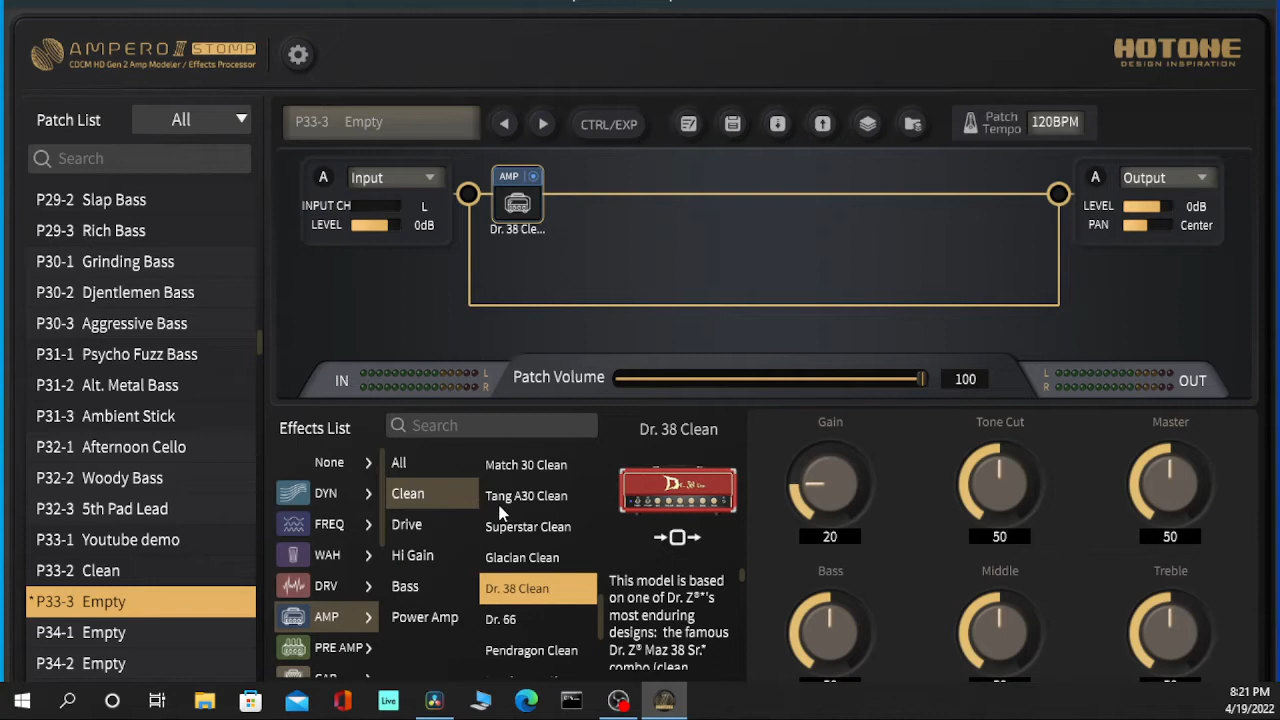 AMPERO II STOMP
CDCM HD Gen 2 Amp Modeler / Effects Processor
HOTONE
DESIGN INSPIRATION
Patch List
All
Search
P29-2 Slap Bass
P29-3 Rich Bass
P30-1 Grinding Bass
P30-2 Djentlemen Bass
P30-3 Aggressive Bass
P31-1 Psycho Fuzz Bass
P31-2 Alt. Metal Bass
P31-3 Ambient Stick
P32-1 Afternoon Cello
P32-2 Woody Bass
P32-3 5th Pad Lead
P33-1 Youtube demo
P33-2 Clean
*P33-3 Empty
P34-1 Empty
P34-2 Empty
P33-3 Empty
CTRL/EXP
Patch Tempo
120BPM
A Input
INPUT CH L
LEVEL 0dB
AMP
Dr. 38 Cle...
A Output
LEVEL 0dB
PAN Center
IN
L
R
Patch Volume
100
L
R
OUT
Effects List
Search
None
DYN
FREQ
WAH
DRV
AMP
PRE AMP
All
Clean
Drive
Hi Gain
Bass
Power Amp
Match 30 Clean
Tang A30 Clean
Superstar Clean
Glacian Clean
Dr. 38 Clean
Dr. 66
Pendragon Clean
Dr. 38 Clean
This model is based
on one of Dr. Z®*'s
most enduring
designs: the famous
Dr. Z® Maz 38 Sr.*
combo (clean
Gain
20
Tone Cut
50
Master
50
Bass
Middle
Treble
Live
8:21 PM
4/19/2022